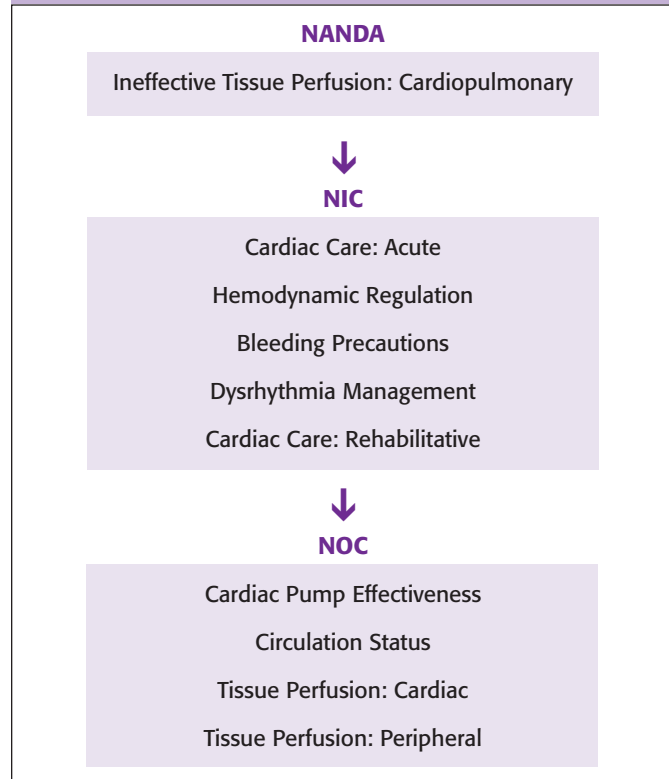 NANDA
Ineffective Tissue Perfusion: Cardiopulmonary
NIC
Cardiac Care: Acute
Hemodynamic Regulation
Bleeding Precautions
Dysrhythmia Management
Cardiac Care: Rehabilitative
NOC
Cardiac Pump Effectiveness
Circulation Status
Tissue Perfusion: Cardiac
Tissue Perfusion: Peripheral